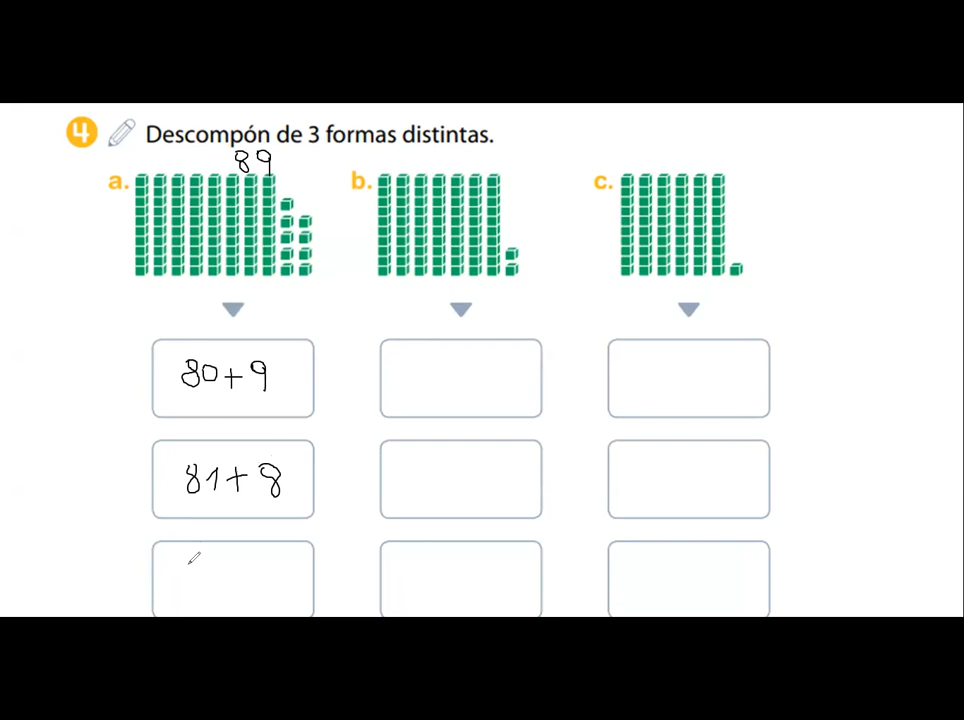 4 Descompón de 3 formas distintas.
89
a. b. c.
80+9
81+8